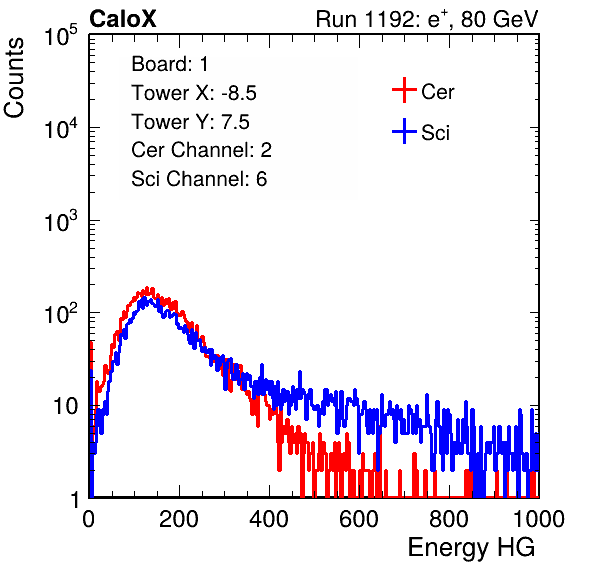 CaloX Run 1192: e⁺, 80 GeV
Counts
Board: 1
Tower X: -8.5
Tower Y: 7.5
Cer Channel: 2
Sci Channel: 6
Cer
Sci
10⁵
10⁴
10³
10²
10
1
0 200 400 600 800 1000
Energy HG